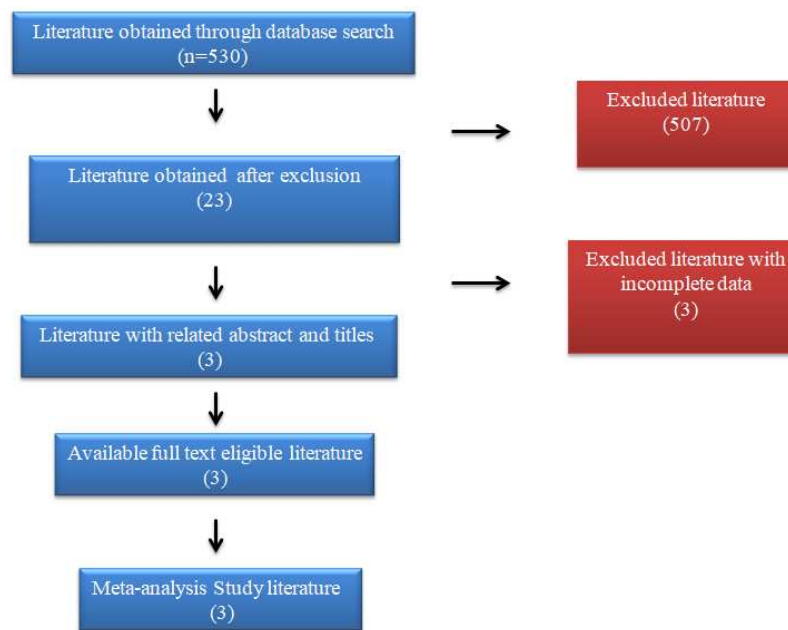 Literature obtained through database search
(n=530)
Excluded literature
(507)
Literature obtained after exclusion
(23)
Excluded literature with
incomplete data
(3)
Literature with related abstract and titles
(3)
Available full text eligible literature
(3)
Meta-analysis Study literature
(3)